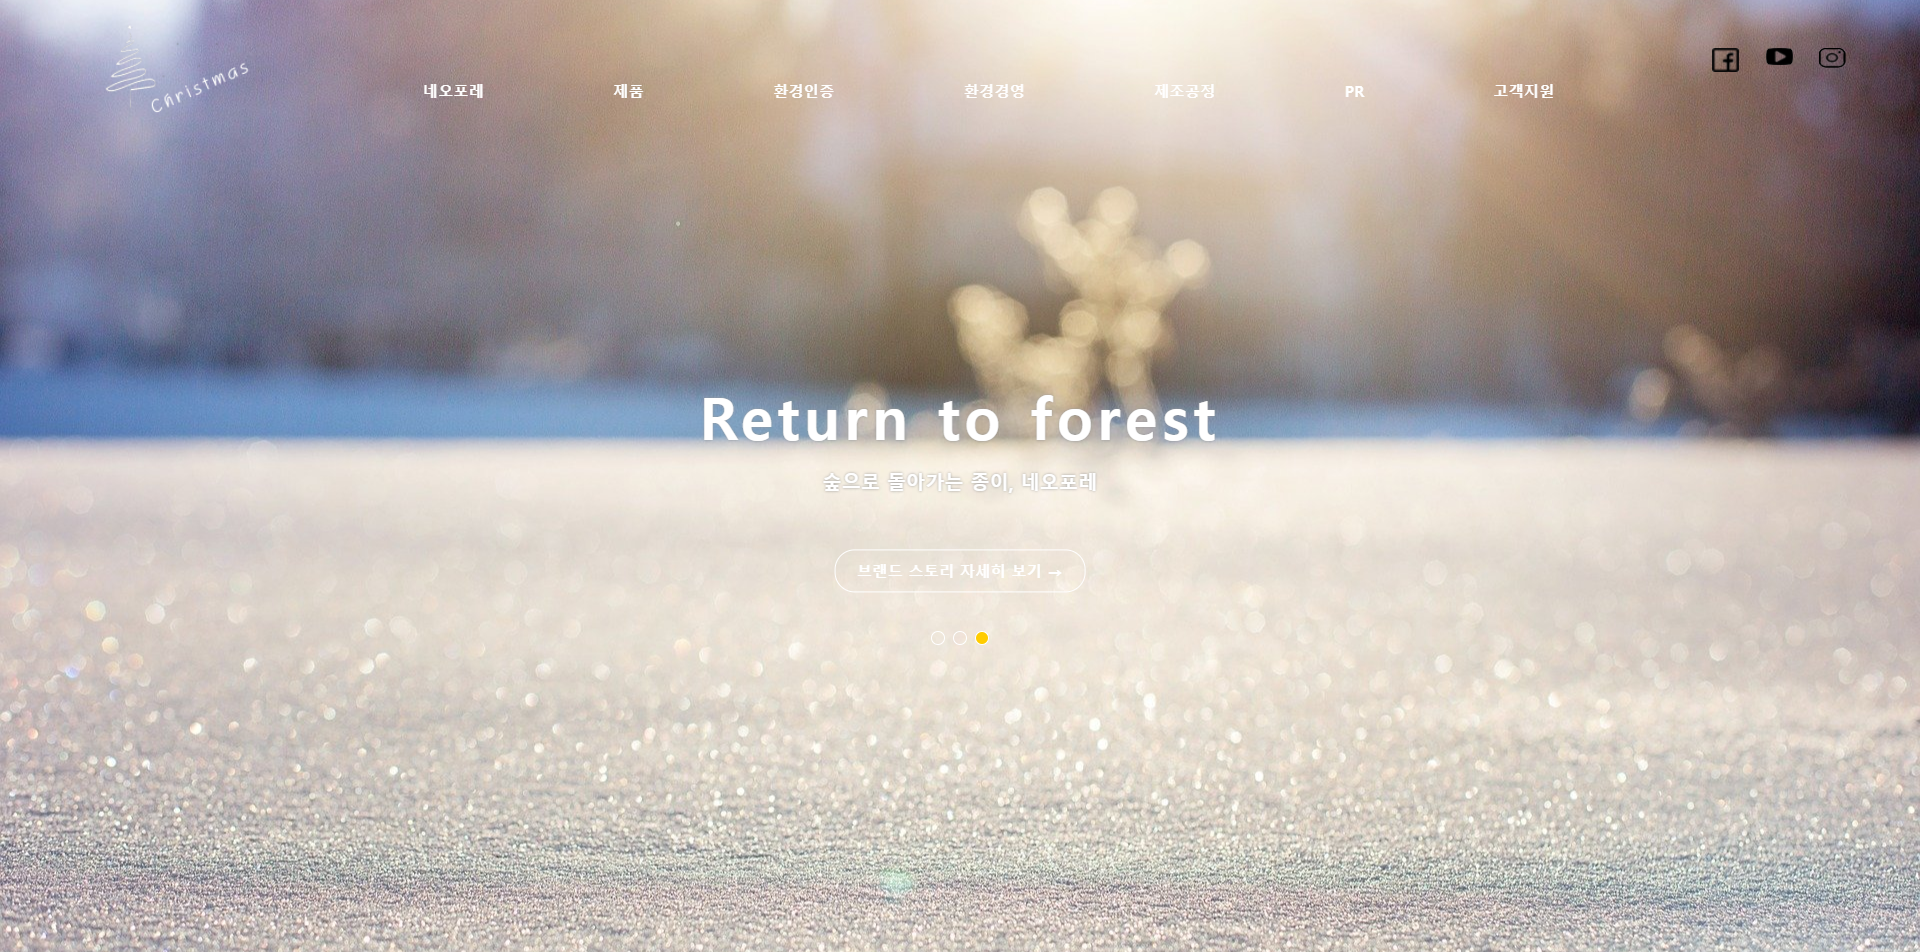 Christmas
네오포레 제품 환경인증 환경경영 제조공정 PR 고객지원
Return to forest
숲으로 돌아가는 종이, 네오포레
브랜드 스토리 자세히 보기 →